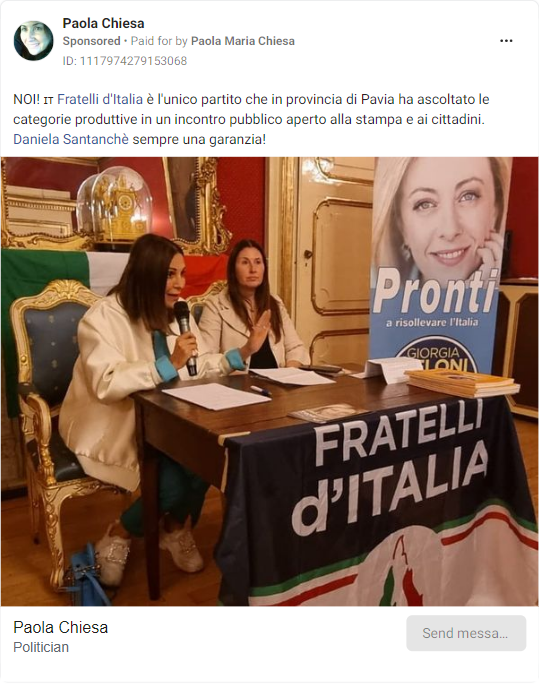 Paola Chiesa
Sponsored • Paid for by Paola Maria Chiesa
ID: 1117974279153068
NOI! IT Fratelli d'Italia è l'unico partito che in provincia di Pavia ha ascoltato le
categorie produttive in un incontro pubblico aperto alla stampa e ai cittadini.
Daniela Santanchè sempre una garanzia!
Pronti
a risollevare l'Italia
GIORGIA
FRATELLI
d'ITALIA
Paola Chiesa
Politician
Send messa...